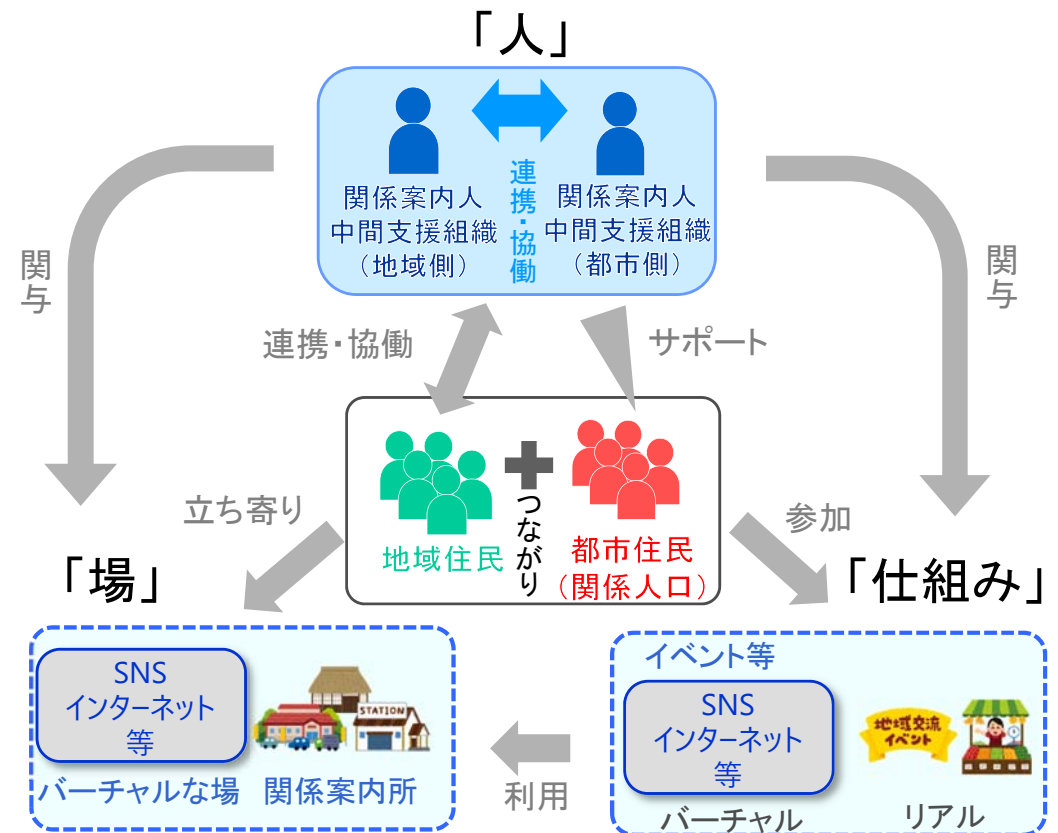 「人」
関係案内人
中間支援組織
（地域側）
連携・協働
関係案内人
中間支援組織
（都市側）
関与
関与
連携・協働
サポート
地域住民
つながり
都市住民
（関係人口）
立ち寄り
参加
「場」
「仕組み」
SNS
インターネット
等
STATION
バーチャルな場
関係案内所
利用
イベント等
SNS
インターネット
等
地域交流
イベント
バーチャル
リアル